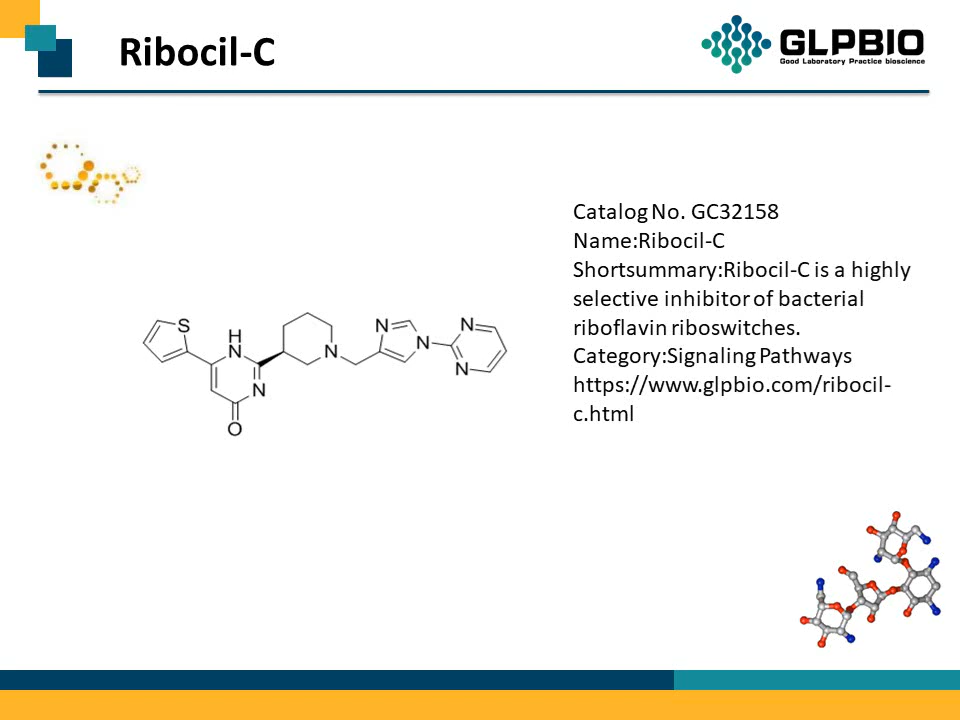 Ribocil-C
GLPBIO
Good Laboratory Practice bioscience
Catalog No. GC32158
Name:Ribocil-C
Shortsummary:Ribocil-C is a highly
selective inhibitor of bacterial
riboflavin riboswitches.
Category:Signaling Pathways
https://www.glpbio.com/ribocil-
c.html
S
H
N
N
O
N
N
N
N
N